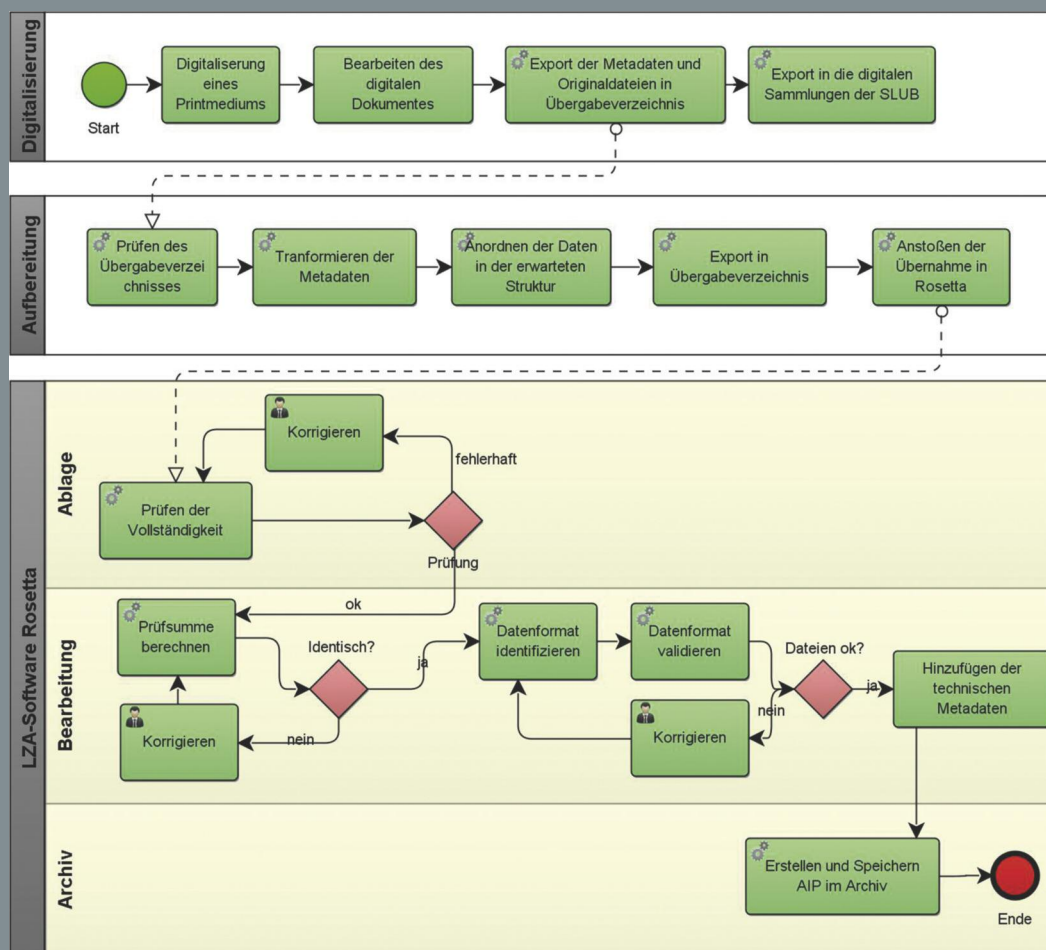 Digitalisierung
Start
Digitaliserung
eines
Printmediums
Bearbeiten des
digitalen
Dokumentes
Export der Metadaten und
Originaldateien in
Übergabeverzeichnis
Export in die digitalen
Sammlungen der SLUB
Aufbereitung
Prüfen des
Übergabeverzei
chnisses
Tranformieren der
Metadaten
Anordnen der Daten
in der erwarteten
Struktur
Export in
Übergabeverzeichnis
Anstoßen der
Übernahme in
Rosetta
LZA-Software Rosetta
Ablage
Korrigieren
fehlerhaft
Prüfen der
Vollständigkeit
Prüfung
ok
Bearbeitung
Prüfsumme
berechnen
Identisch?
ja
nein
Korrigieren
Datenformat
identifizieren
Datenformat
validieren
Dateien ok?
ja
nein
Korrigieren
Hinzufügen der
technischen
Metadaten
Archiv
Erstellen und Speichern
AIP im Archiv
Ende